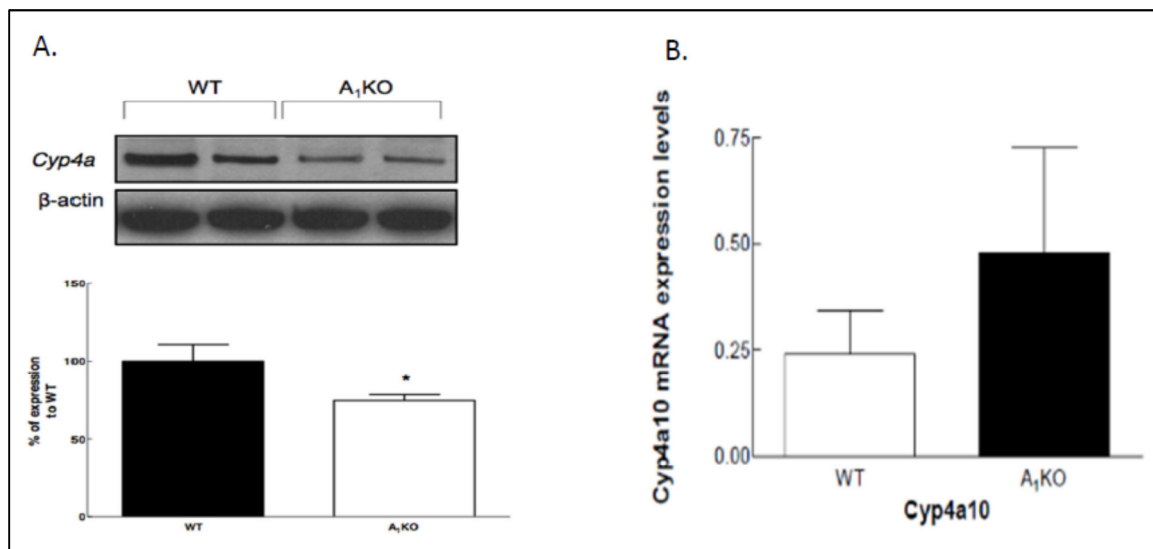 A.
WT A₁KO
Cyp4a
β-actin
150
100
50
0
% of expression
to WT
*
WT A₁KO
B.
Cyp4a10 mRNA expression levels
0.75
0.50
0.25
0.00
WT A₁KO
Cyp4a10